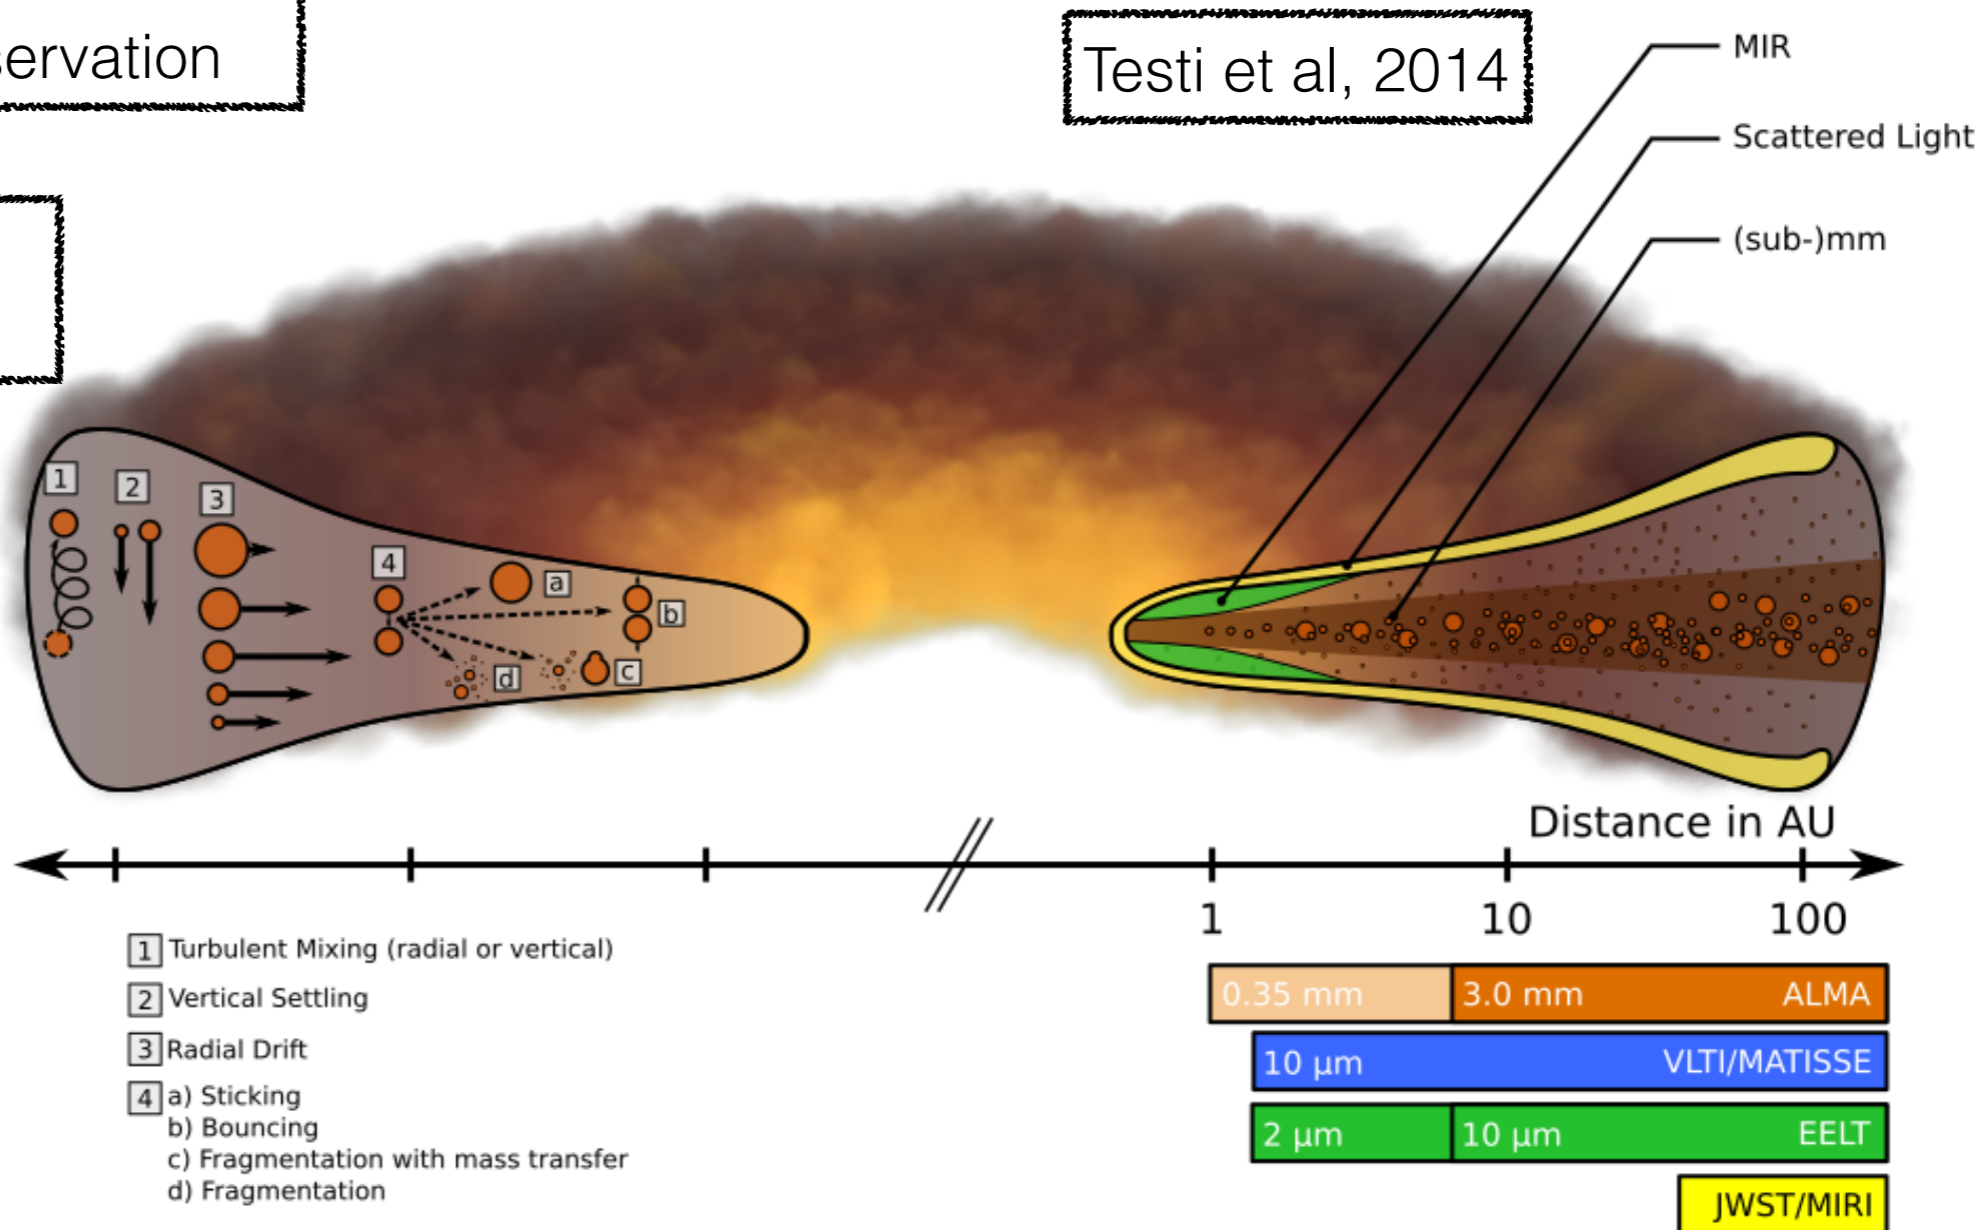 servation
Testi et al, 2014
MIR
Scattered Light
(sub-)mm
1
2
3
4
a
b
c
d
Distance in AU
1 10 100
1 Turbulent Mixing (radial or vertical)
2 Vertical Settling
3 Radial Drift
4 a) Sticking
b) Bouncing
c) Fragmentation with mass transfer
d) Fragmentation
0.35 mm 3.0 mm ALMA
10 µm VLTI/MATISSE
2 µm 10 µm EELT
JWST/MIRI